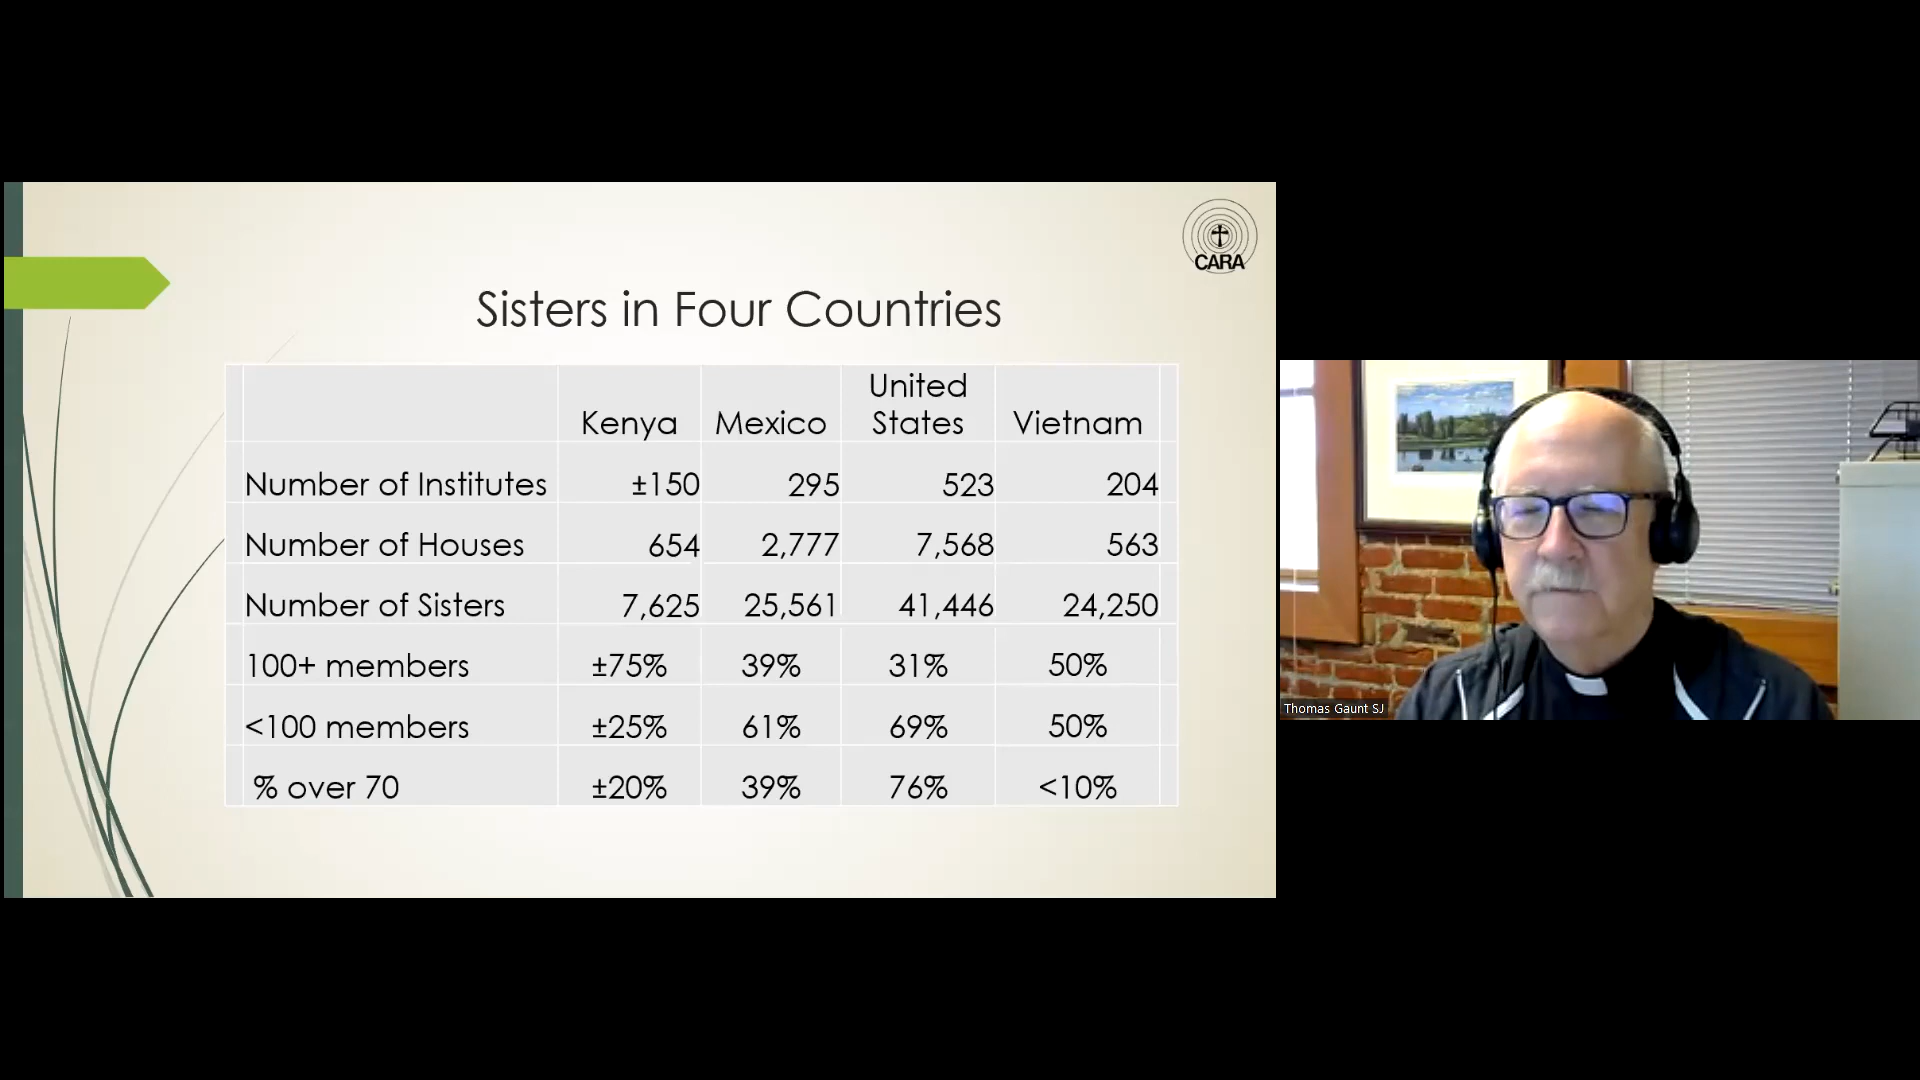 CARA
Sisters in Four Countries
Kenya Mexico United States Vietnam
Number of Institutes ±150 295 523 204
Number of Houses 654 2,777 7,568 563
Number of Sisters 7,625 25,561 41,446 24,250
100+ members ±75% 39% 31% 50%
<100 members ±25% 61% 69% 50%
% over 70 ±20% 39% 76% <10%
Thomas Gaunt SJ